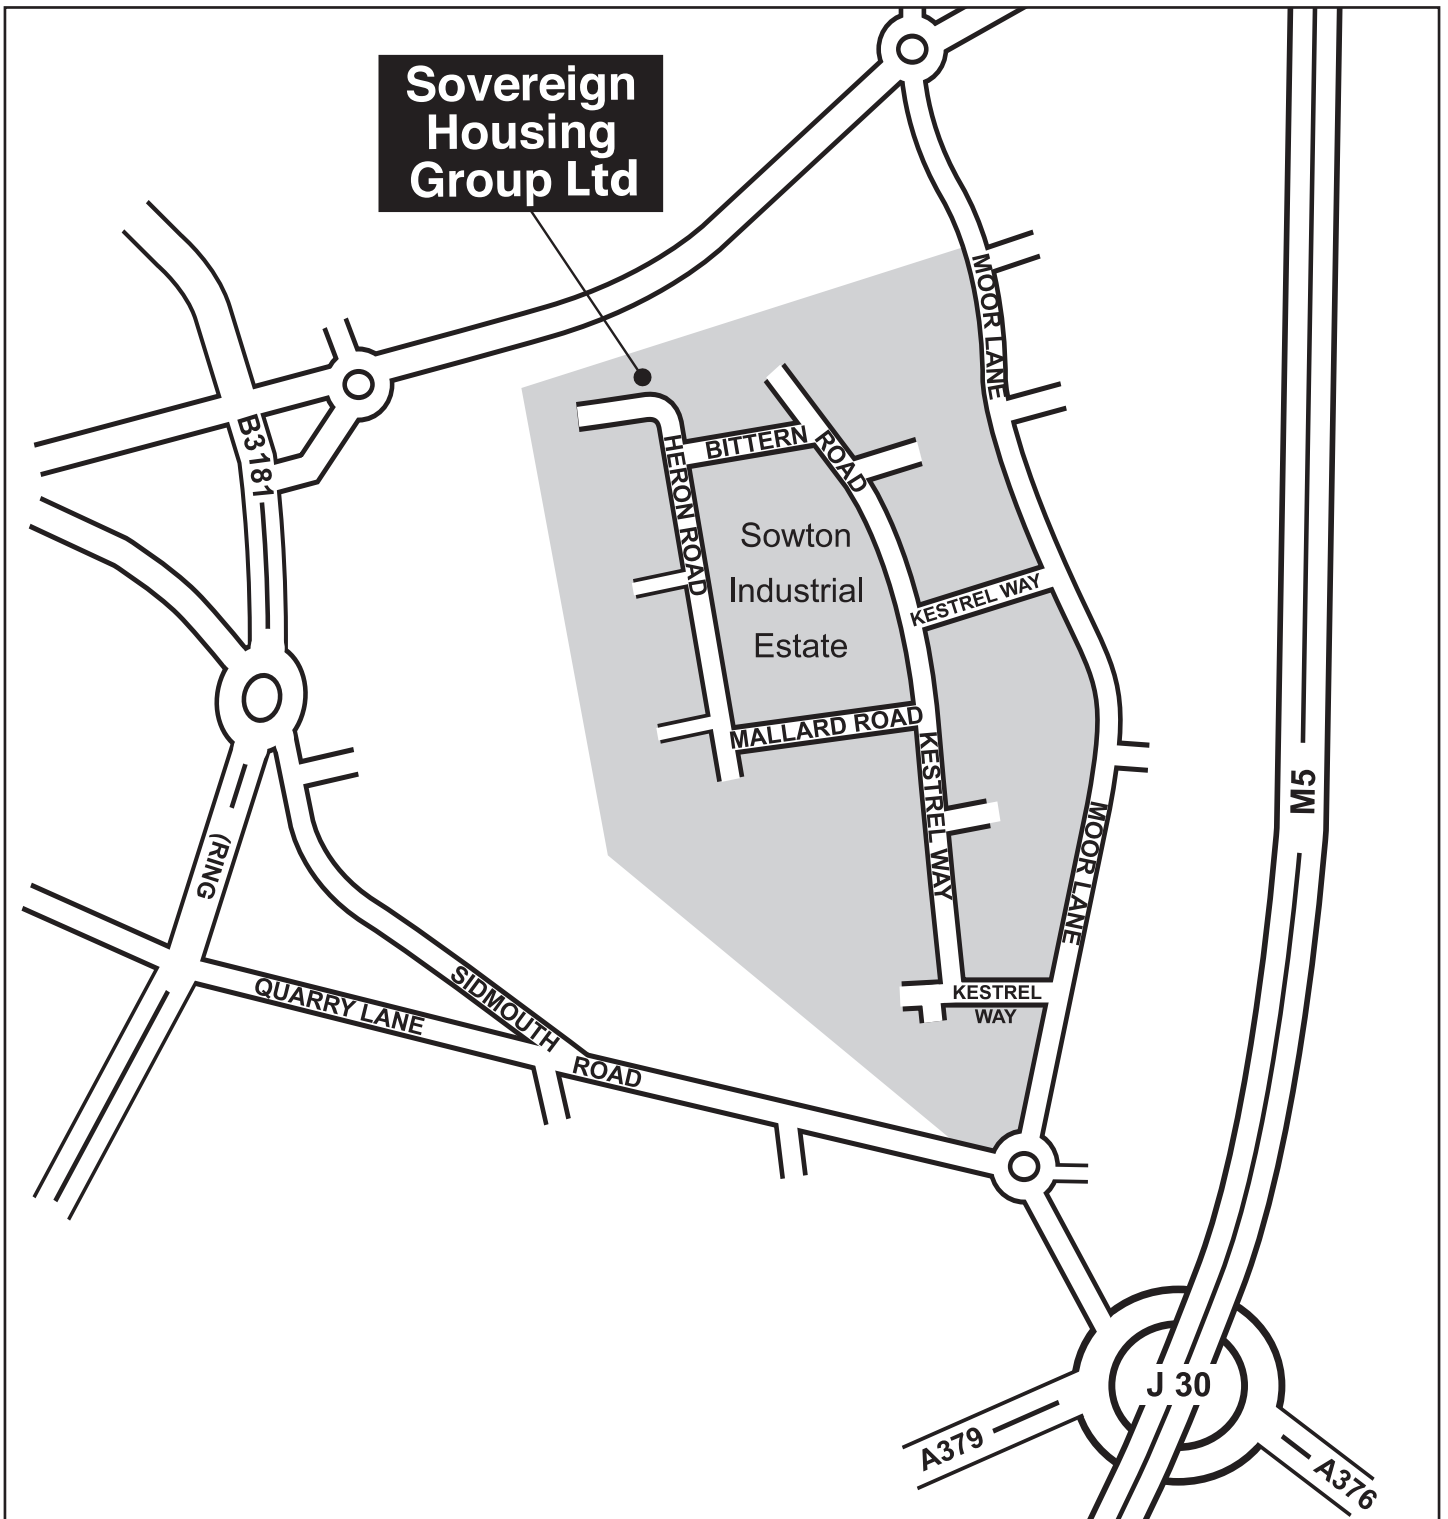 Sovereign
Housing
Group Ltd
MOOR LANE
B3181
HERON ROAD
BITTERN
ROAD
Sowton
Industrial
Estate
KESTREL WAY
MALLARD ROAD
KESTREL WAY
M5
MOOR LANE
(RING
QUARRY LANE
SIDMOUTH
ROAD
KESTREL
WAY
J 30
A379
A376